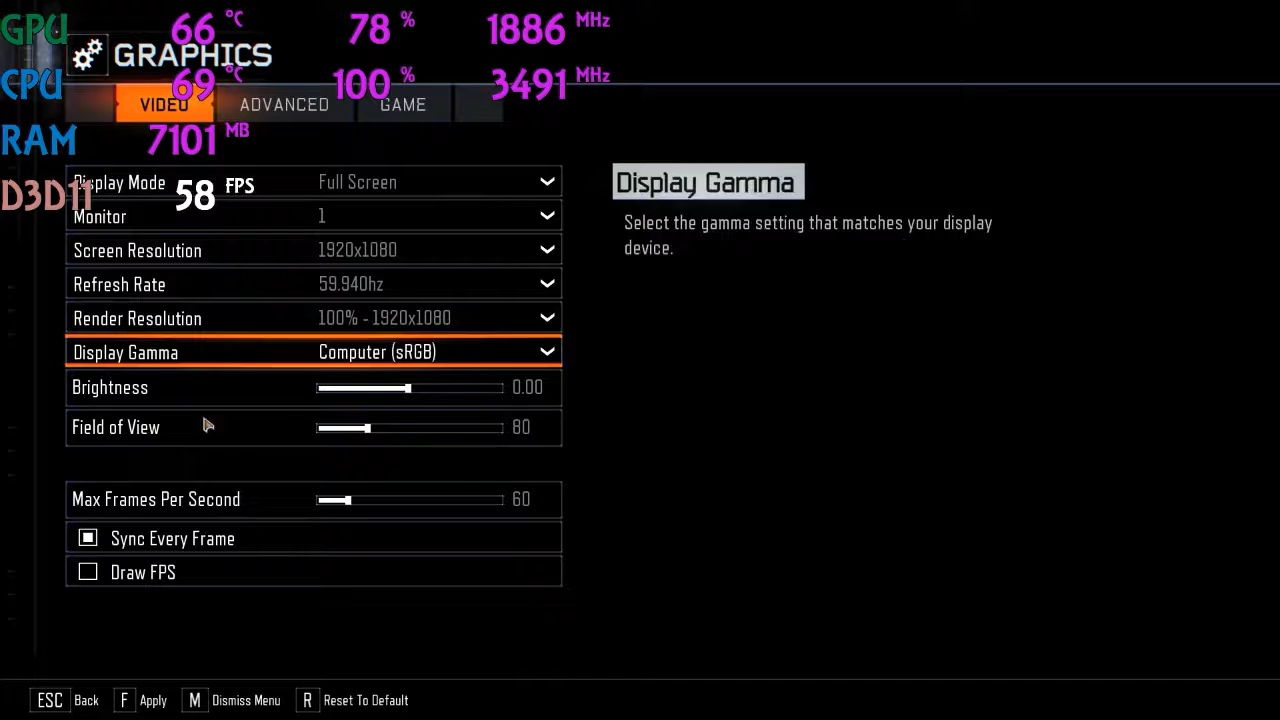 GPU 66 °C 78 % 1886 MHz
GRAPHICS
CPU 69 °C 100 % 3491 MHz
VIDEO ADVANCED GAME
RAM 7101 MB
D3D11 58 FPS
Display Mode Full Screen
Monitor 1
Screen Resolution 1920x1080
Refresh Rate 59.940hz
Render Resolution 100% - 1920x1080
Display Gamma Computer (sRGB)
Brightness 0.00
Field of View 80
Max Frames Per Second 60
Sync Every Frame
Draw FPS
Display Gamma
Select the gamma setting that matches your display
device.
ESC Back F Apply M Dismiss Menu R Reset To Default